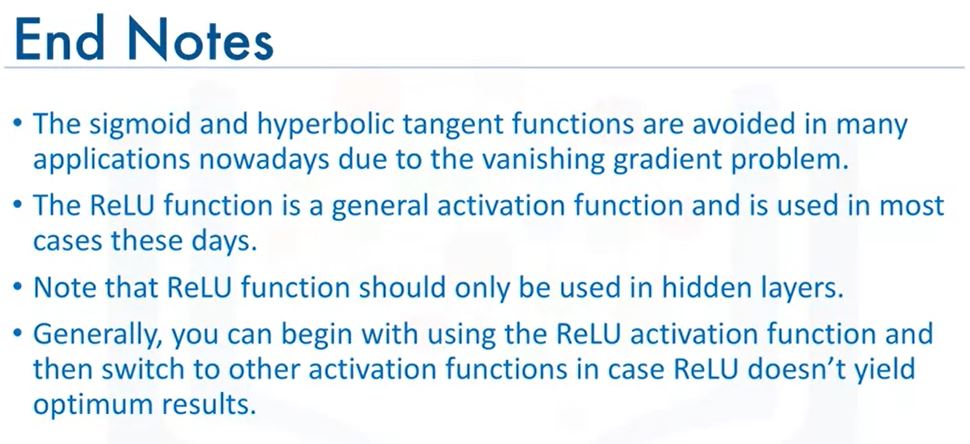 End Notes
• The sigmoid and hyperbolic tangent functions are avoided in many
applications nowadays due to the vanishing gradient problem.
• The ReLU function is a general activation function and is used in most
cases these days.
• Note that ReLU function should only be used in hidden layers.
• Generally, you can begin with using the ReLU activation function and
then switch to other activation functions in case ReLU doesn’t yield
optimum results.